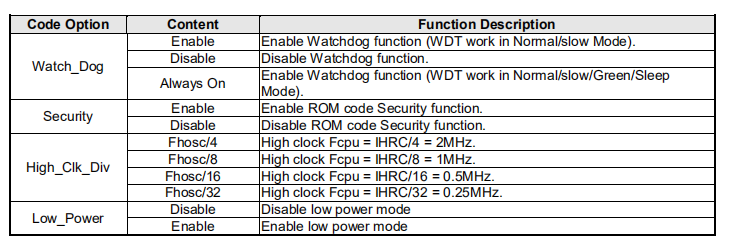 Code Option Content Function Description
Watch_Dog
Enable Enable Watchdog function (WDT work in Normal/slow Mode).
Disable Disable Watchdog function.
Always On Enable Watchdog function (WDT work in Normal/slow/Green/Sleep
Mode).
Security
Enable Enable ROM code Security function.
Disable Disable ROM code Security function.
High_Clk_Div
Fhosc/4 High clock Fcpu = IHRC/4 = 2MHz.
Fhosc/8 High clock Fcpu = IHRC/8 = 1MHz.
Fhosc/16 High clock Fcpu = IHRC/16 = 0.5MHz.
Fhosc/32 High clock Fcpu = IHRC/32 = 0.25MHz.
Low_Power
Disable Disable low power mode
Enable Enable low power mode